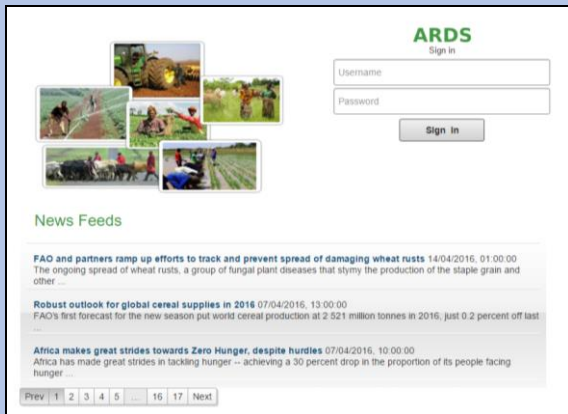 ARDS
Sign in
Username
Password
Sign In
News Feeds
FAO and partners ramp up efforts to track and prevent spread of damaging wheat rusts 14/04/2016, 01:00:00
The ongoing spread of wheat rusts, a group of fungal plant diseases that stymy the production of the staple grain and
other ...
Robust outlook for global cereal supplies in 2016 07/04/2016, 13:00:00
FAO's first forecast for the new season put world cereal production at 2 521 million tonnes in 2016, just 0.2 percent off last
...
Africa makes great strides towards Zero Hunger, despite hurdles 07/04/2016, 10:00:00
Africa has made great strides in tackling hunger -- achieving a 30 percent drop in the proportion of its people facing
hunger ...
Prev 1 2 3 4 5 ... 16 17 Next